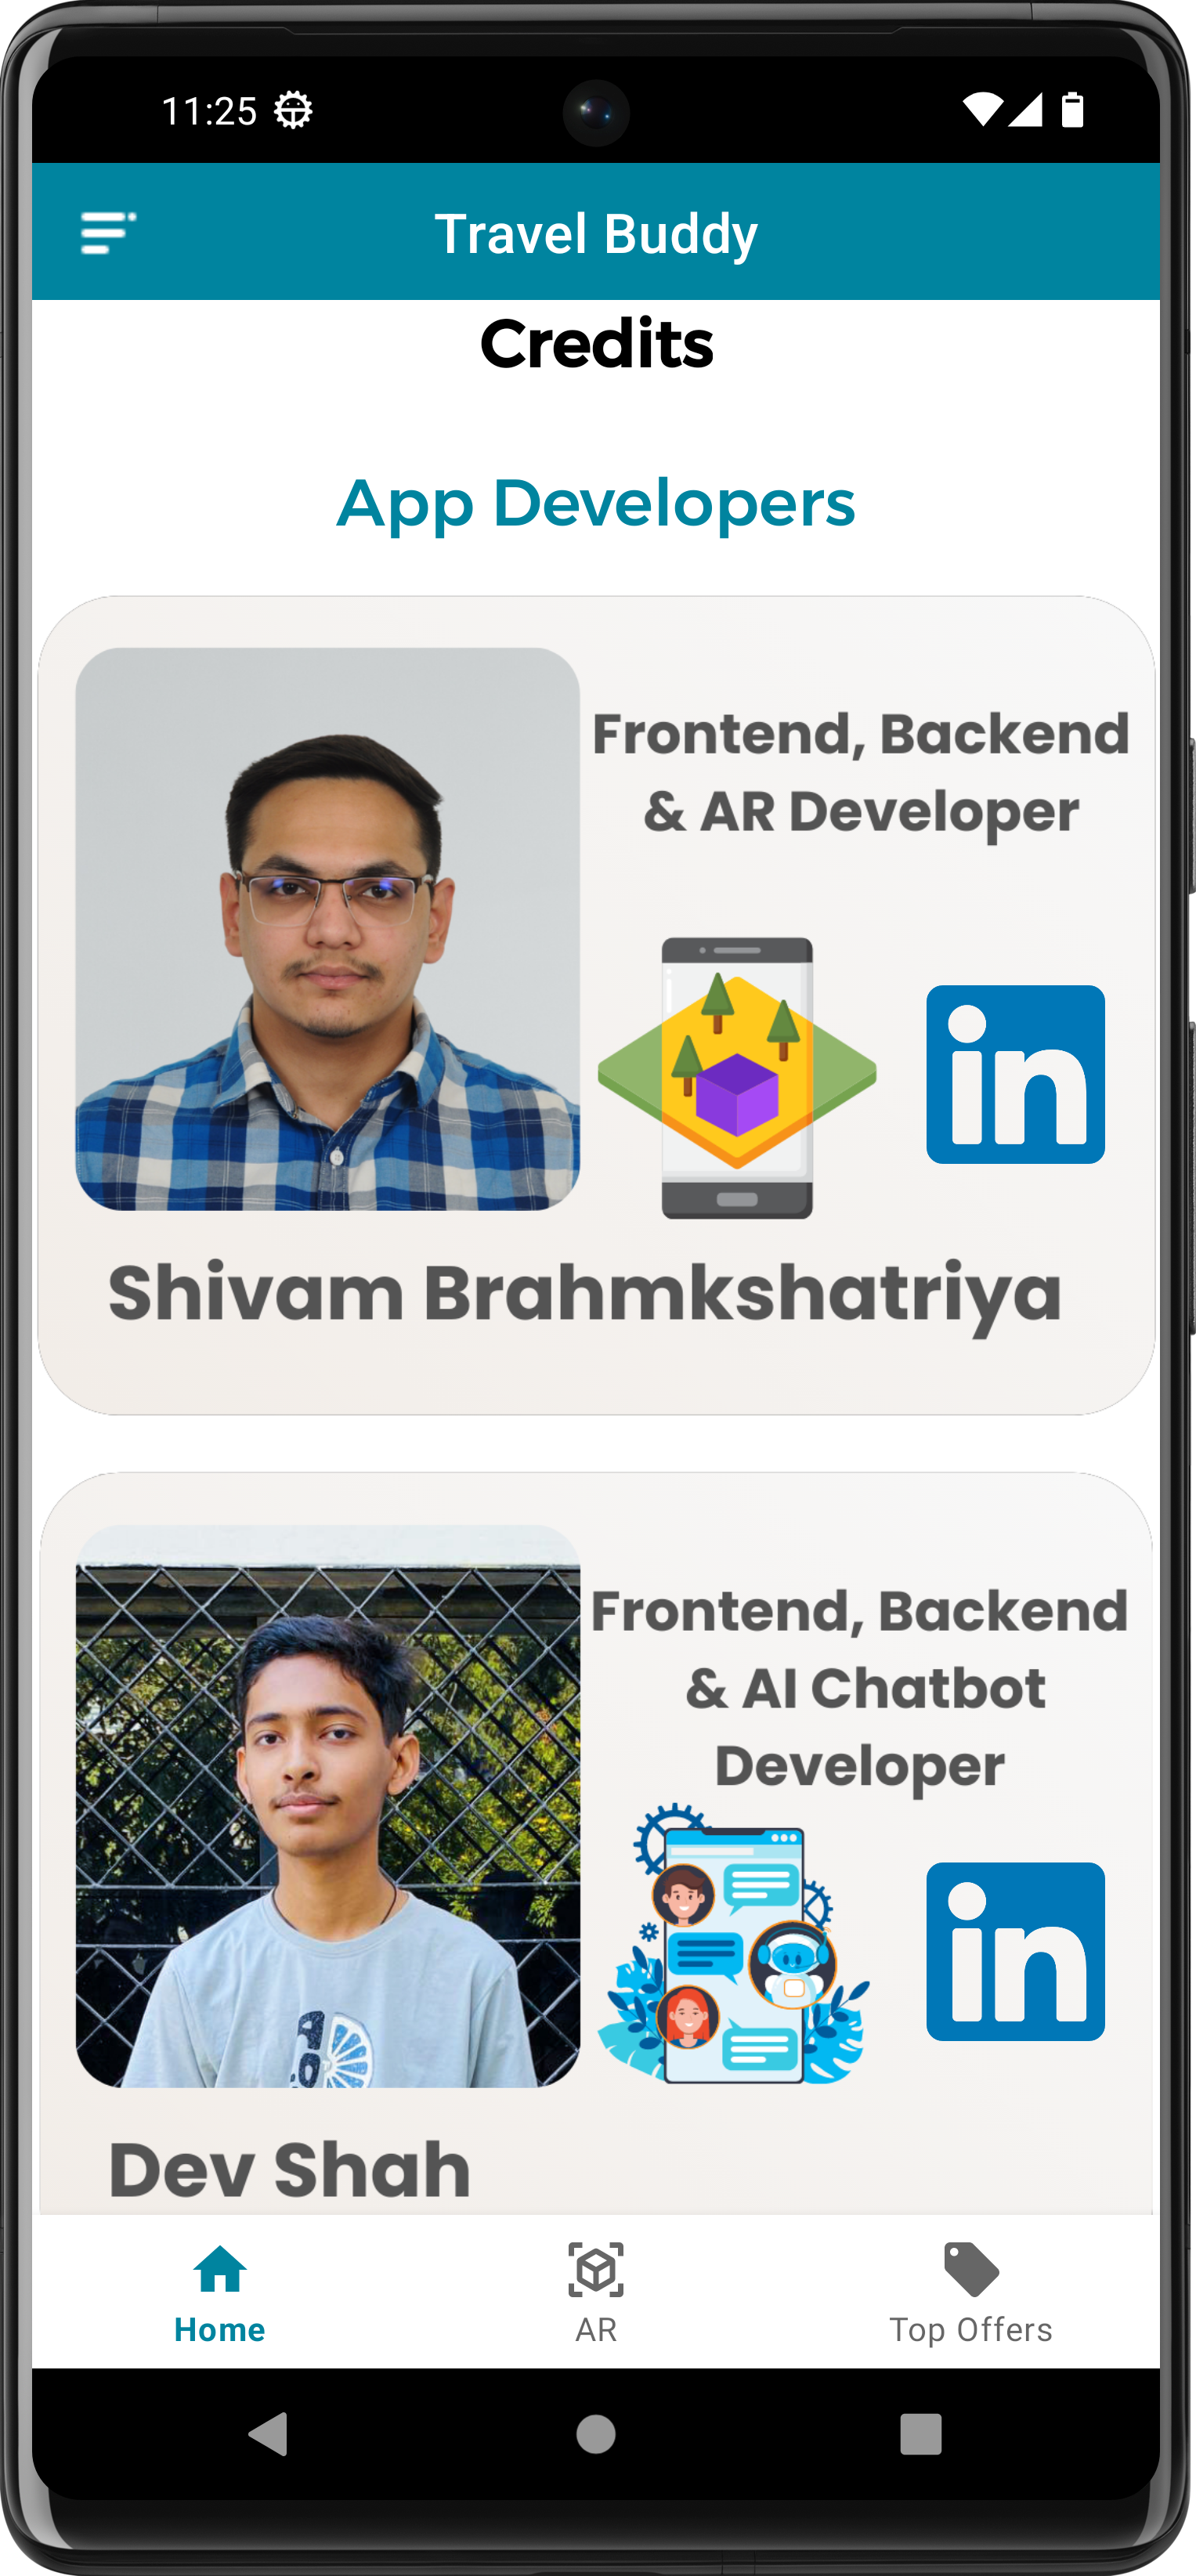 11:25
Travel Buddy
Credits
App Developers
Frontend, Backend
& AR Developer
in
Shivam Brahmkshatriya
Frontend, Backend
& AI Chatbot
Developer
in
Dev Shah
Home
AR
Top Offers